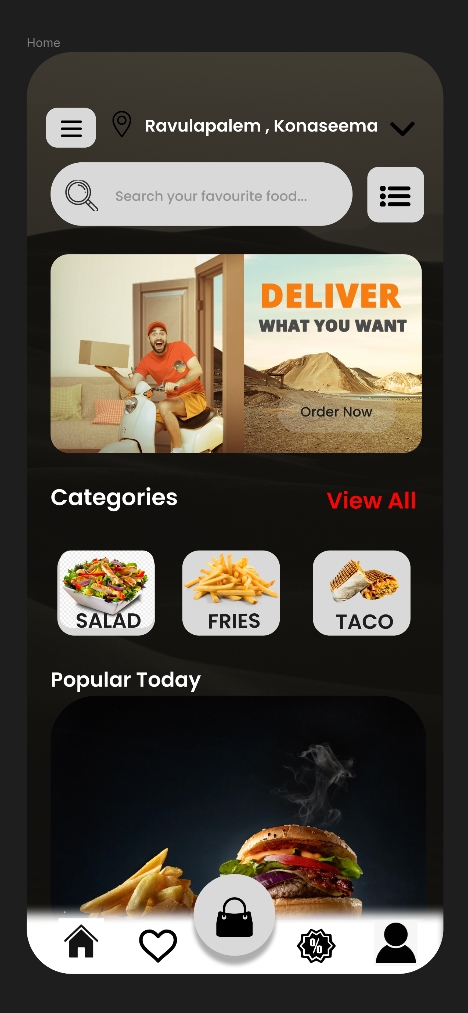 Home
Ravulapalem , Konaseema
Search your favourite food...
DELIVER
WHAT YOU WANT
Order Now
Categories
View All
SALAD
FRIES
TACO
Popular Today
%